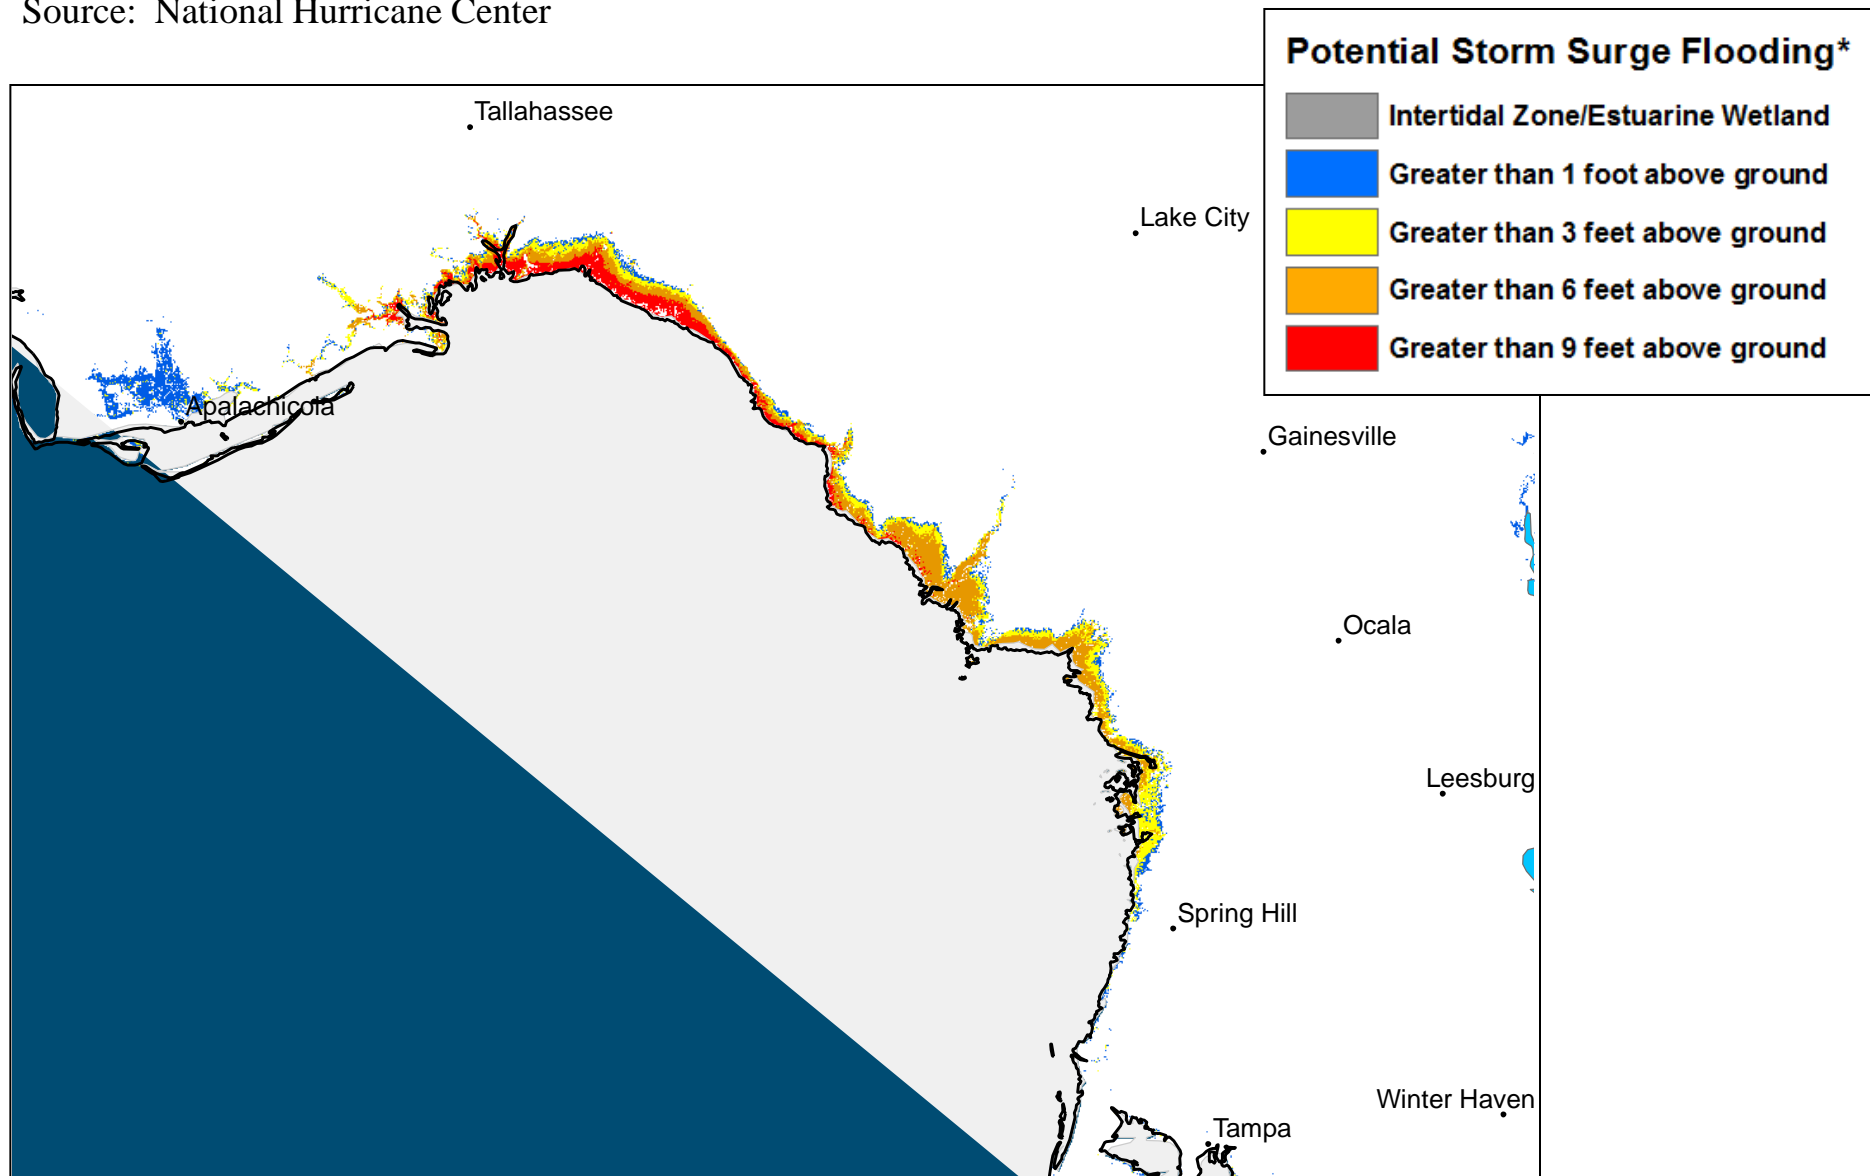 Source: National Hurricane Center
Potential Storm Surge Flooding*
Intertidal Zone/Estuarine Wetland
Greater than 1 foot above ground
Greater than 3 feet above ground
Greater than 6 feet above ground
Greater than 9 feet above ground
Tallahassee
Lake City
Apalachicola
Gainesville
Ocala
Leesburg
Spring Hill
Winter Haven
Tampa